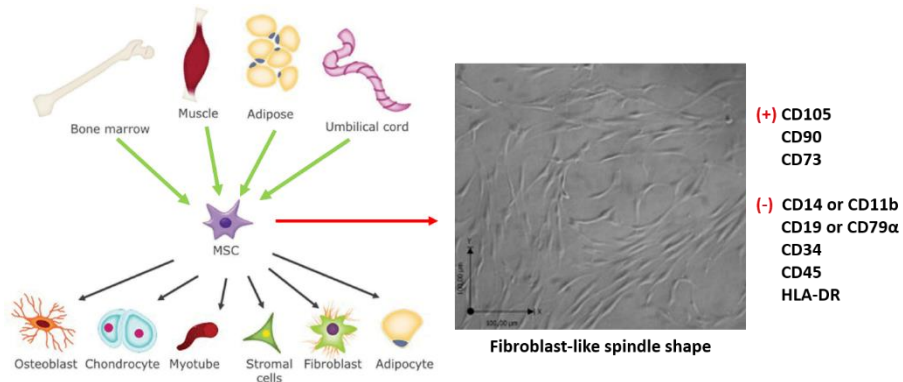 Bone marrow
Muscle
Adipose
Umbilical cord
MSC
Osteoblast
Chondrocyte
Myotube
Stromal
cells
Fibroblast
Adipocyte
Y
X
Fibroblast-like spindle shape
(+) CD105
CD90
CD73
(-) CD14 or CD11b
CD19 or CD79α
CD34
CD45
HLA-DR